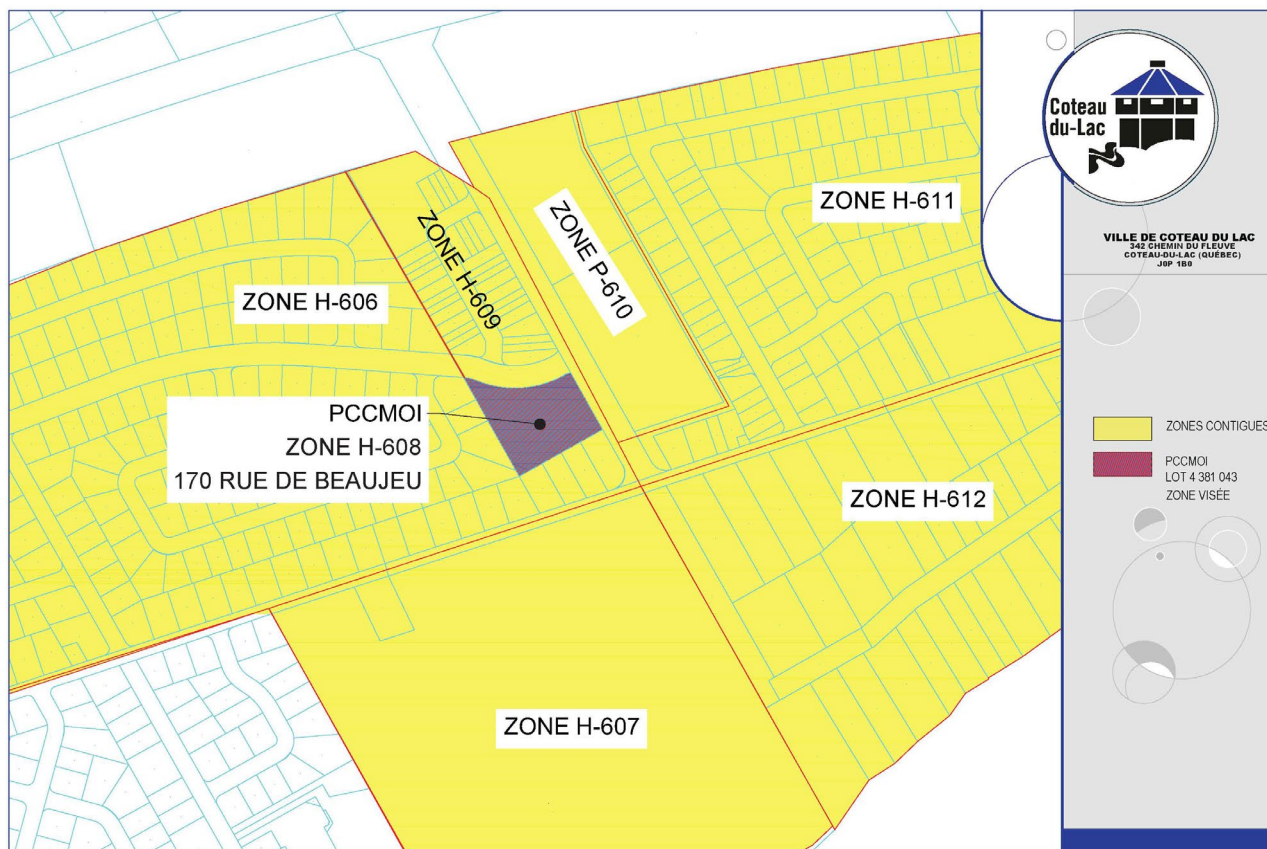 ZONE H-606
ZONE H-609
ZONE P-610
ZONE H-611
PCCMOI
ZONE H-608
170 RUE DE BEAUJEU
ZONE H-612
ZONE H-607
Coteau
du-Lac
VILLE DE COTEAU DU LAC
342 CHEMIN DU FLEUVE
COTEAU-DU-LAC (QUÉBEC)
J0P 1B0
ZONES CONTIGUES
PCCMOI
LOT 4 381 043
ZONE VISÉE